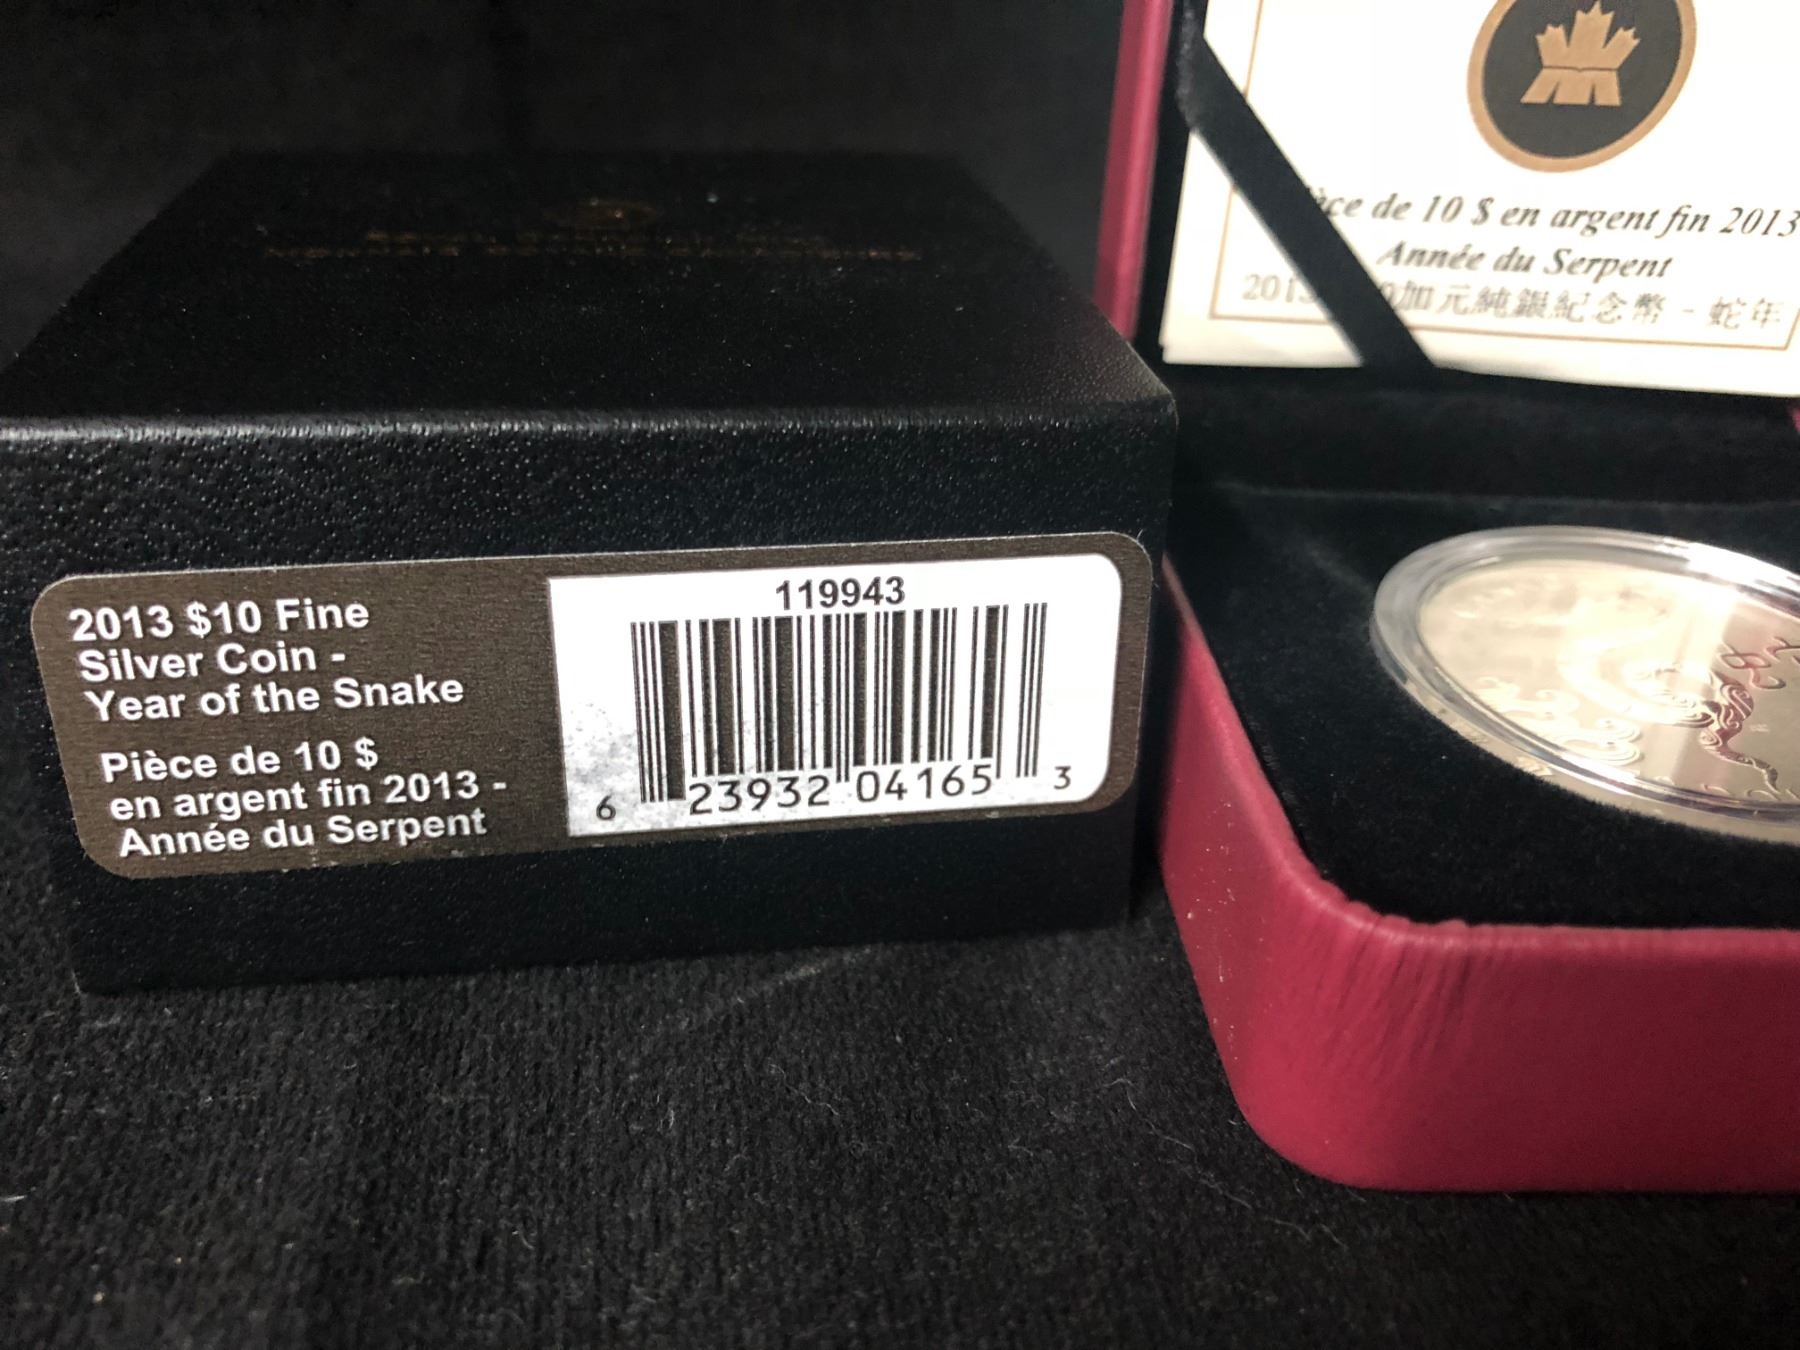 2013 $10 Fine
Silver Coin -
Year of the Snake
Pièce de 10 $
en argent fin 2013 -
Année du Serpent
119943
6 23932 04165 3
de 10 $ en argent fin 2013
Année du Serpent
加元純銀紀念幣 - 蛇年